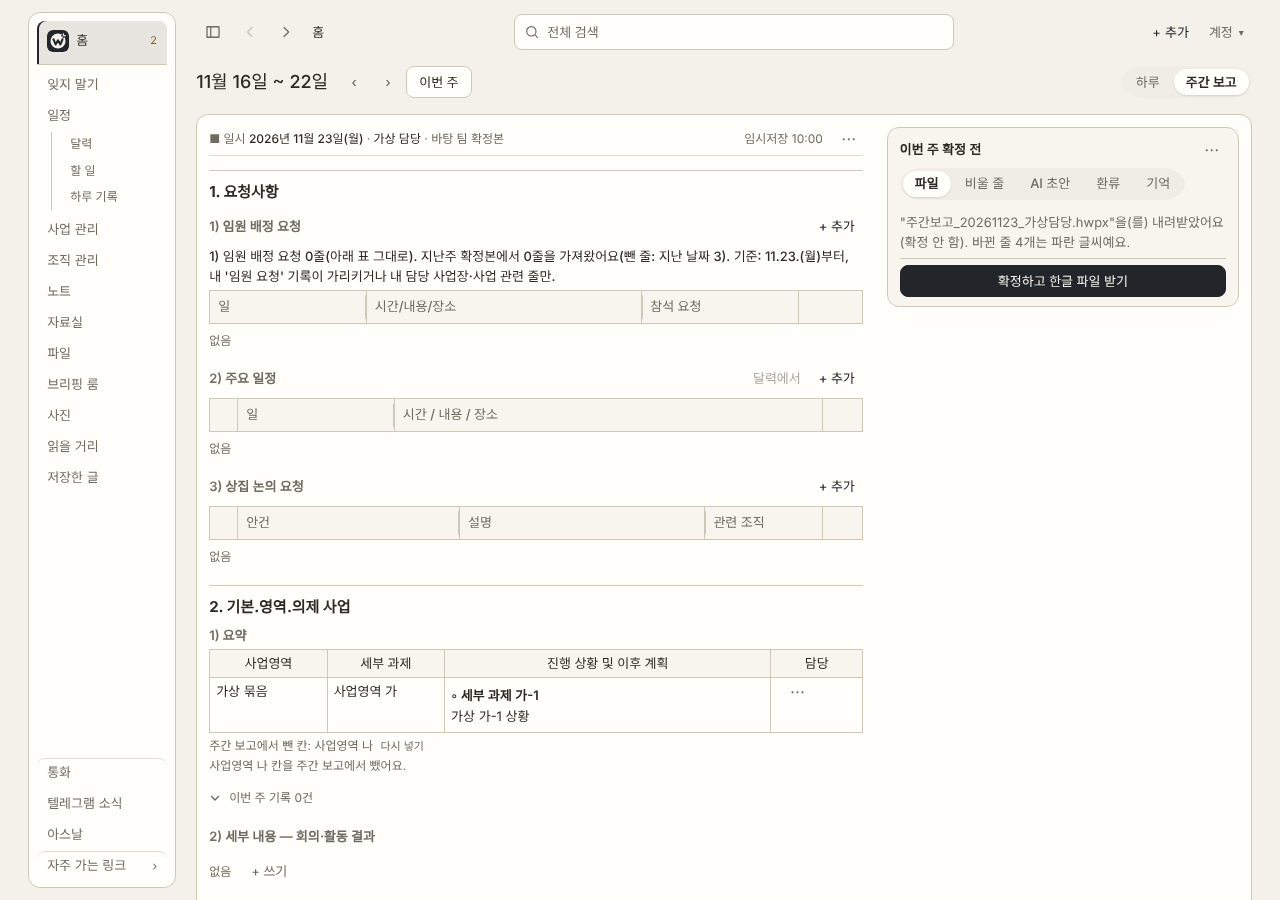 홈 2
잊지 말기
일정
달력
할 일
하루 기록
사업 관리
조직 관리
노트
자료실
파일
브리핑 룸
사진
읽을 거리
저장한 글
통화
텔레그램 소식
아스날
자주 가는 링크 ›
홈
전체 검색
+ 추가
계정 ▾
11월 16일 ~ 22일
‹ ›
이번 주
하루 주간 보고
■ 일시 2026년 11월 23일(월) · 가상 담당 · 바탕 팀 확정본
임시저장 10:00 ···
1. 요청사항
1) 임원 배정 요청 + 추가
1) 임원 배정 요청 0줄(아래 표 그대로). 지난주 확정본에서 0줄을 가져왔어요(뺀 줄: 지난 날짜 3). 기준: 11.23.(월)부터,
내 '임원 요청' 기록이 가리키거나 내 담당 사업장·사업 관련 줄만.
일 시간/내용/장소 참석 요청
없음
2) 주요 일정 달력에서 + 추가
일 시간 / 내용 / 장소
없음
3) 상집 논의 요청 + 추가
안건 설명 관련 조직
없음
2. 기본.영역.의제 사업
1) 요약
사업영역 세부 과제 진행 상황 및 이후 계획 담당
가상 묶음 사업영역 가 ∘ 세부 과제 가-1 ···
가상 가-1 상황
주간 보고에서 뺀 칸: 사업영역 나 다시 넣기
사업영역 나 칸을 주간 보고에서 뺐어요.
이번 주 기록 0건
2) 세부 내용 — 회의·활동 결과
없음 + 쓰기
이번 주 확정 전 ···
파일 비울 줄 AI 초안 환류 기억
"주간보고_20261123_가상담당.hwpx"을(를) 내려받았어요
(확정 안 함). 바뀐 줄 4개는 파란 글씨예요.
확정하고 한글 파일 받기